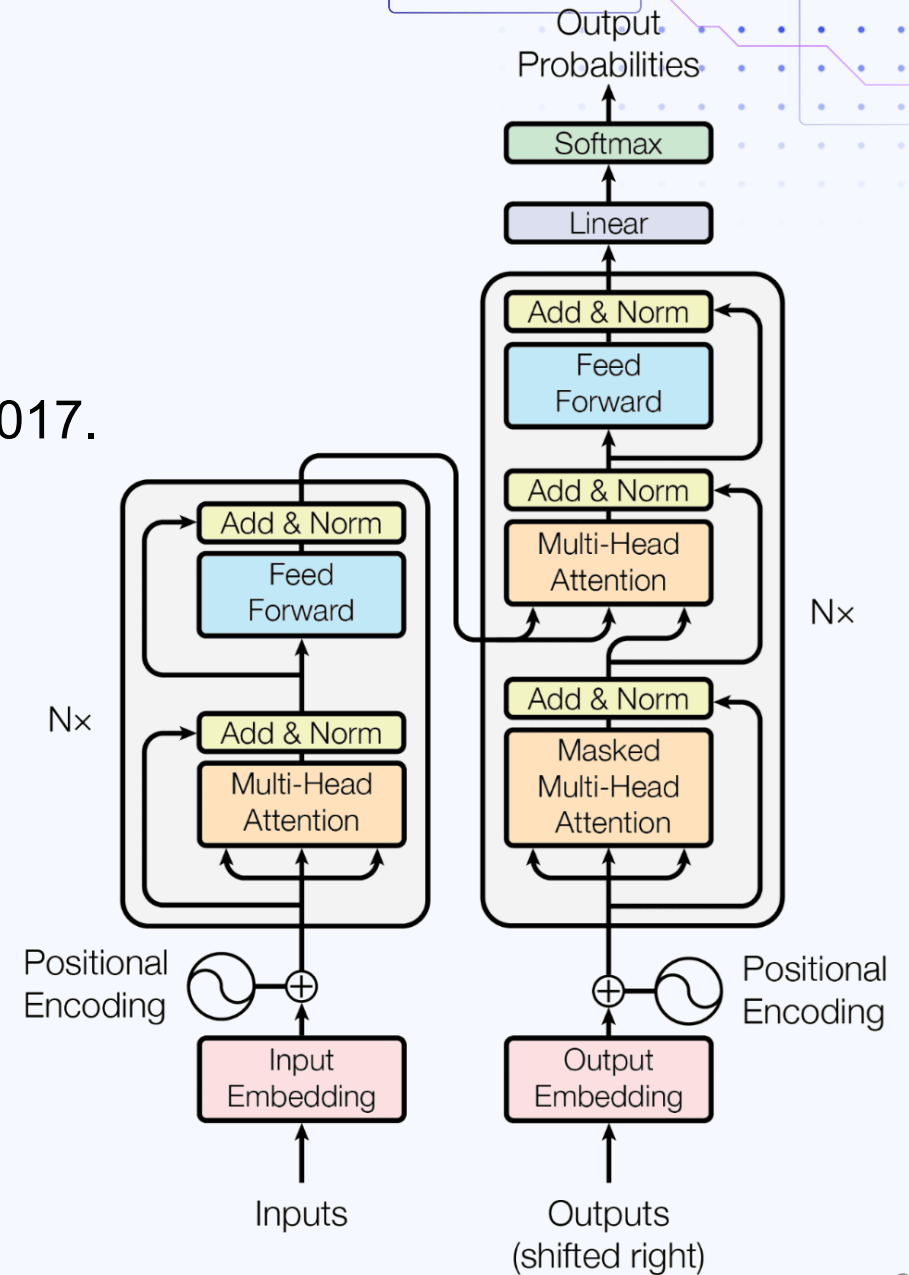 Output
Probabilities
Softmax
Linear
Add & Norm
Feed
Forward
Add & Norm
Multi-Head
Attention
Nx
Add & Norm
Masked
Multi-Head
Attention
Positional
Encoding
Output
Embedding
Outputs
(shifted right)
017.
Add & Norm
Feed
Forward
Nx
Add & Norm
Multi-Head
Attention
Positional
Encoding
Input
Embedding
Inputs